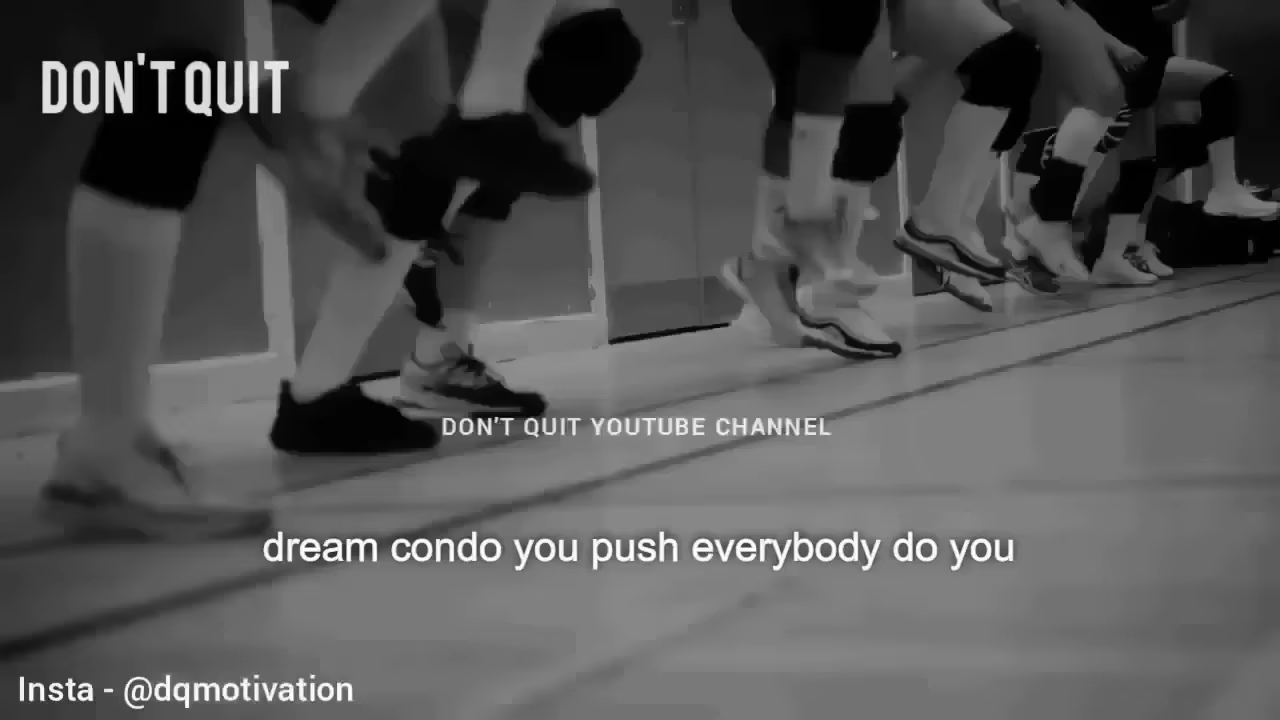 DON'T QUIT
DON'T QUIT YOUTUBE CHANNEL
dream condo you push everybody do you
Insta - @dqmotivation